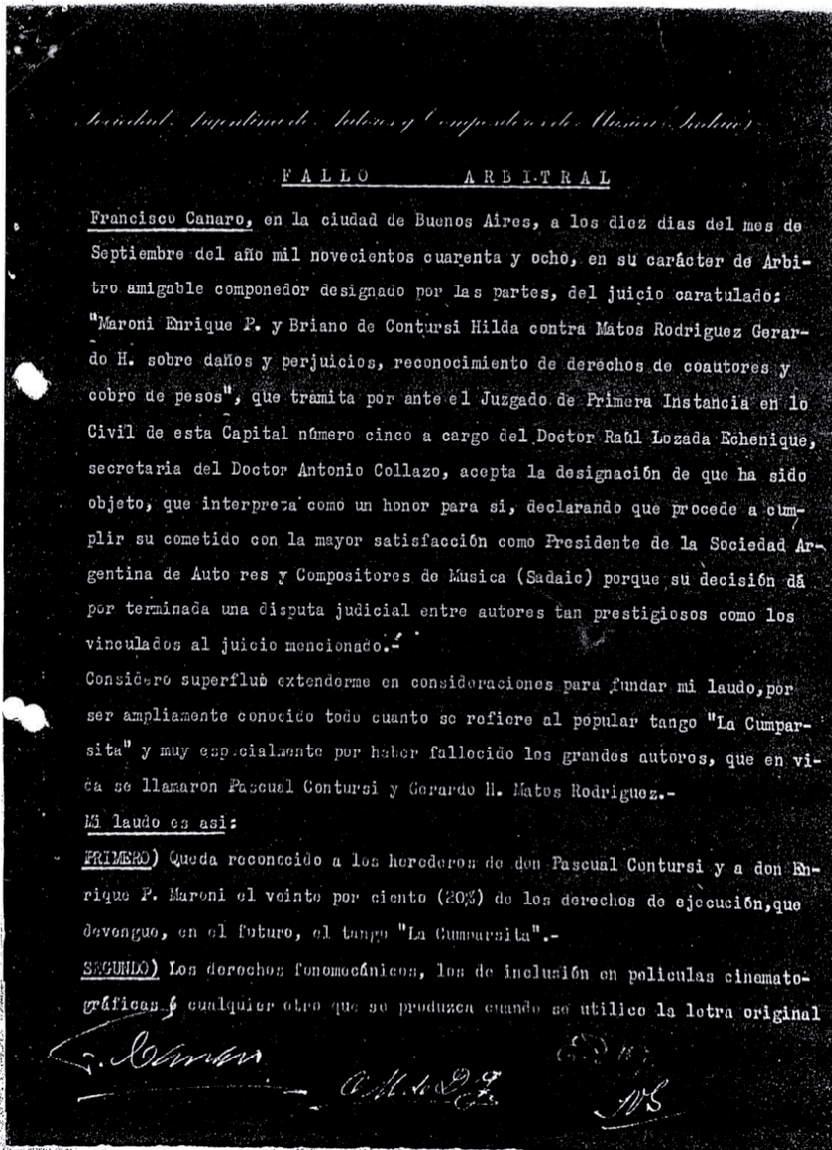 Sociedad Argentina de Autores y Compositores de Música (Sadaic)
FALLO ARBITRAL
Francisco Canaro, en la ciudad de Buenos Aires, a los diez dias del mes de
Septiembre del año mil novecientos cuarenta y ocho, en su carácter de Arbi-
tro amigable componedor designado por las partes, del juicio caratulado:
"Maroni Enrique P. y Briano de Contursi Hilda contra Matos Rodriguez Gerar-
do H. sobre daños y perjuicios, reconocimiento de derechos de coautores y
cobro de pesos", que tramita por ante el Juzgado de Primera Instancia en lo
Civil de esta Capital número cinco a cargo del Doctor Raúl Lozada Echenique,
secretaria del Doctor Antonio Collazo, acepta la designación de que ha sido
objeto, que interpreta como un honor para si, declarando que procede a cum-
plir su cometido con la mayor satisfacción como Presidente de la Sociedad Ar-
gentina de Auto res y Compositores de Musica (Sadaic) porque su decisión dá
por terminada una disputa judicial entre autores tan prestigiosos como los
vinculados al juicio mencionado.-
Considero superfluo extenderme en consideraciones para fundar mi laudo, por
ser ampliamente conocido todo cuanto se refiere al popular tango "La Cumpar-
sita" y muy especialmente por haber fallecido los grandes autores, que en vi-
da se llamaron Pascual Contursi y Gerardo H. Matos Rodriguez.-
Mi laudo es asi:
PRIMERO) Queda reconocido a los herederos de don Pascual Contursi y a don En-
rique P. Maroni el veinte por ciento (20%) de los derechos de ejecución, que
devengue, en el futuro, el tango "La Cumparsita".-
SEGUNDO) Los derechos fonomecánicos, los de inclusión en peliculas cinemato-
gráficas ó cualquier otro que se produzca cuando se utilice la letra original